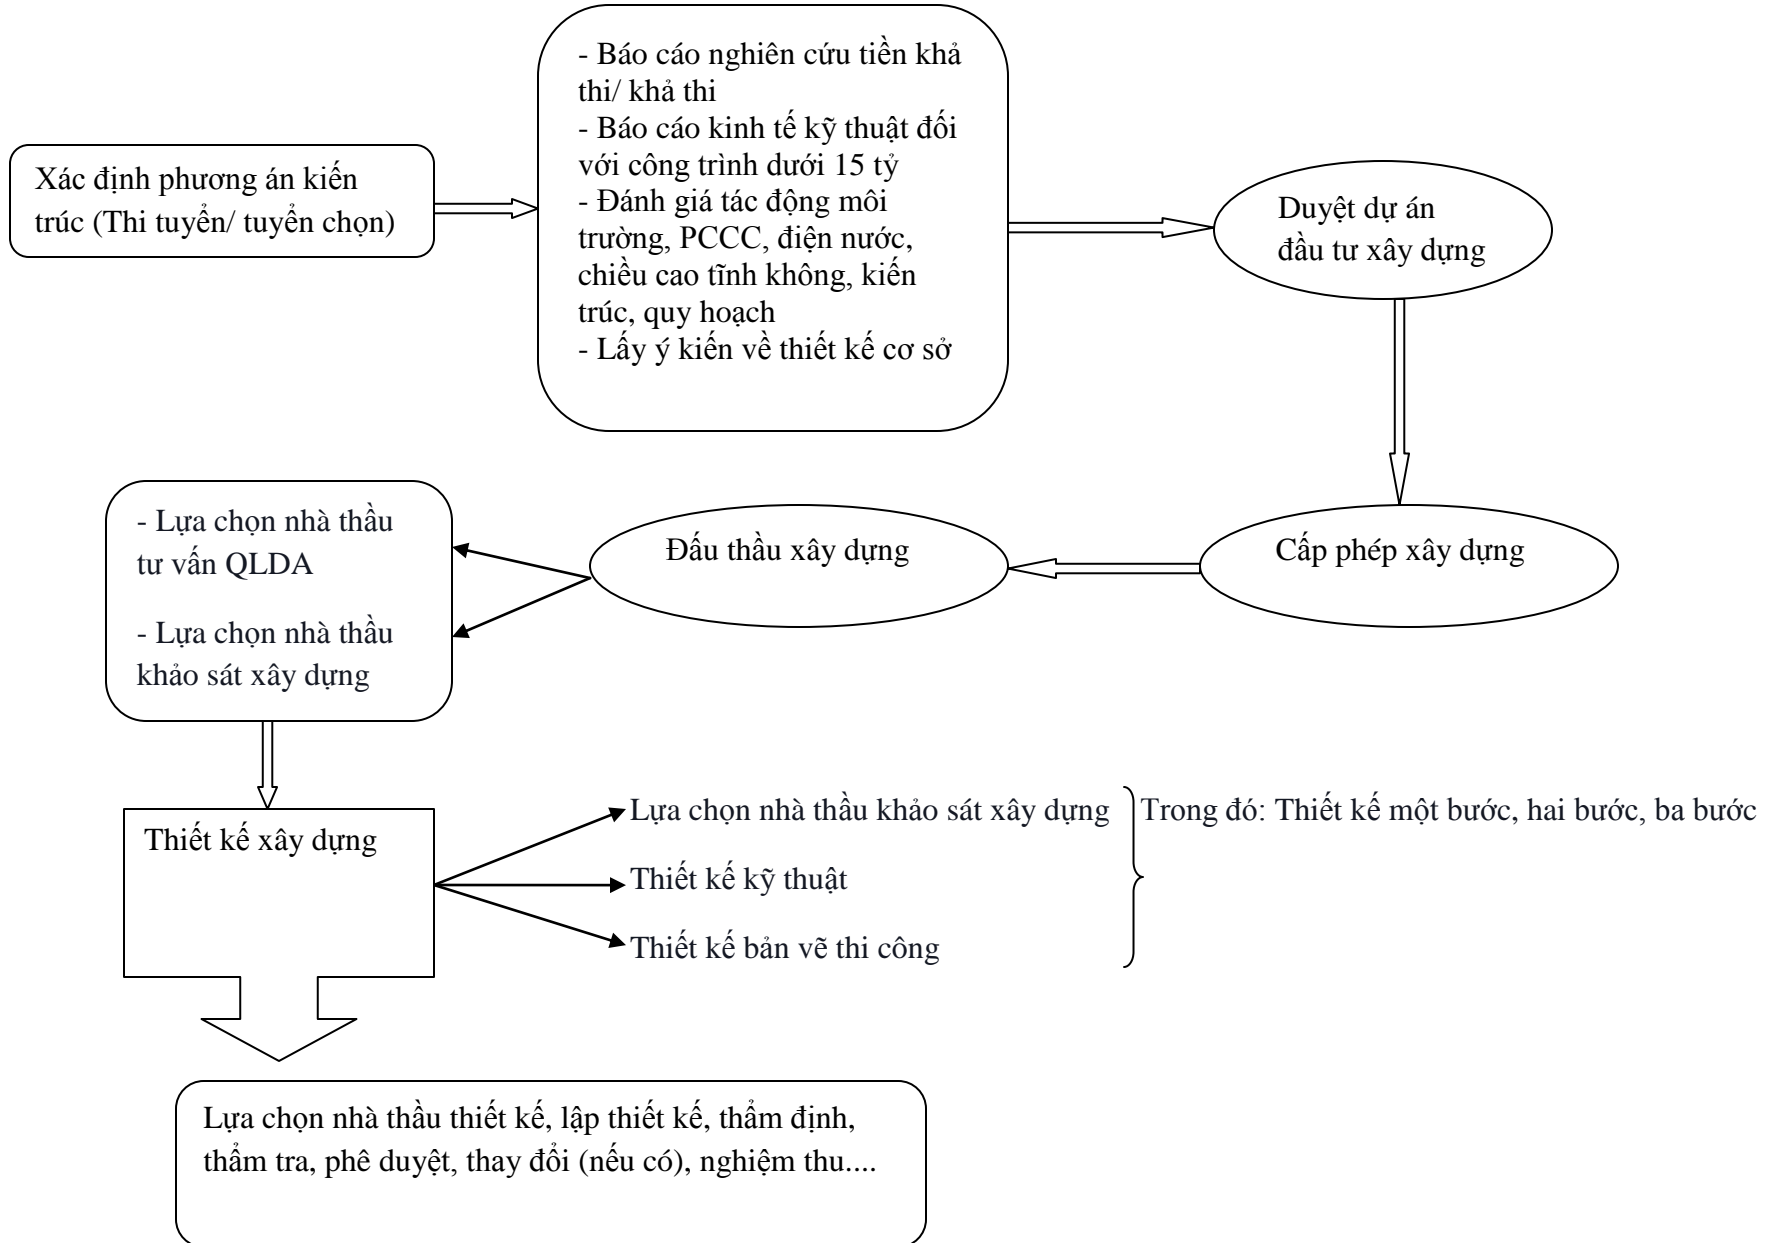 Xác định phương án kiến
trúc (Thi tuyển/ tuyển chọn)
- Báo cáo nghiên cứu tiền khả
thi/ khả thi
- Báo cáo kinh tế kỹ thuật đối
với công trình dưới 15 tỷ
- Đánh giá tác động môi
trường, PCCC, điện nước,
chiều cao tĩnh không, kiến
trúc, quy hoạch
- Lấy ý kiến về thiết kế cơ sở
Duyệt dự án
đầu tư xây dựng
Cấp phép xây dựng
Đấu thầu xây dựng
- Lựa chọn nhà thầu
tư vấn QLDA
- Lựa chọn nhà thầu
khảo sát xây dựng
Thiết kế xây dựng
Lựa chọn nhà thầu khảo sát xây dựng
Thiết kế kỹ thuật
Thiết kế bản vẽ thi công
Trong đó: Thiết kế một bước, hai bước, ba bước
Lựa chọn nhà thầu thiết kế, lập thiết kế, thẩm định,
thẩm tra, phê duyệt, thay đổi (nếu có), nghiệm thu....